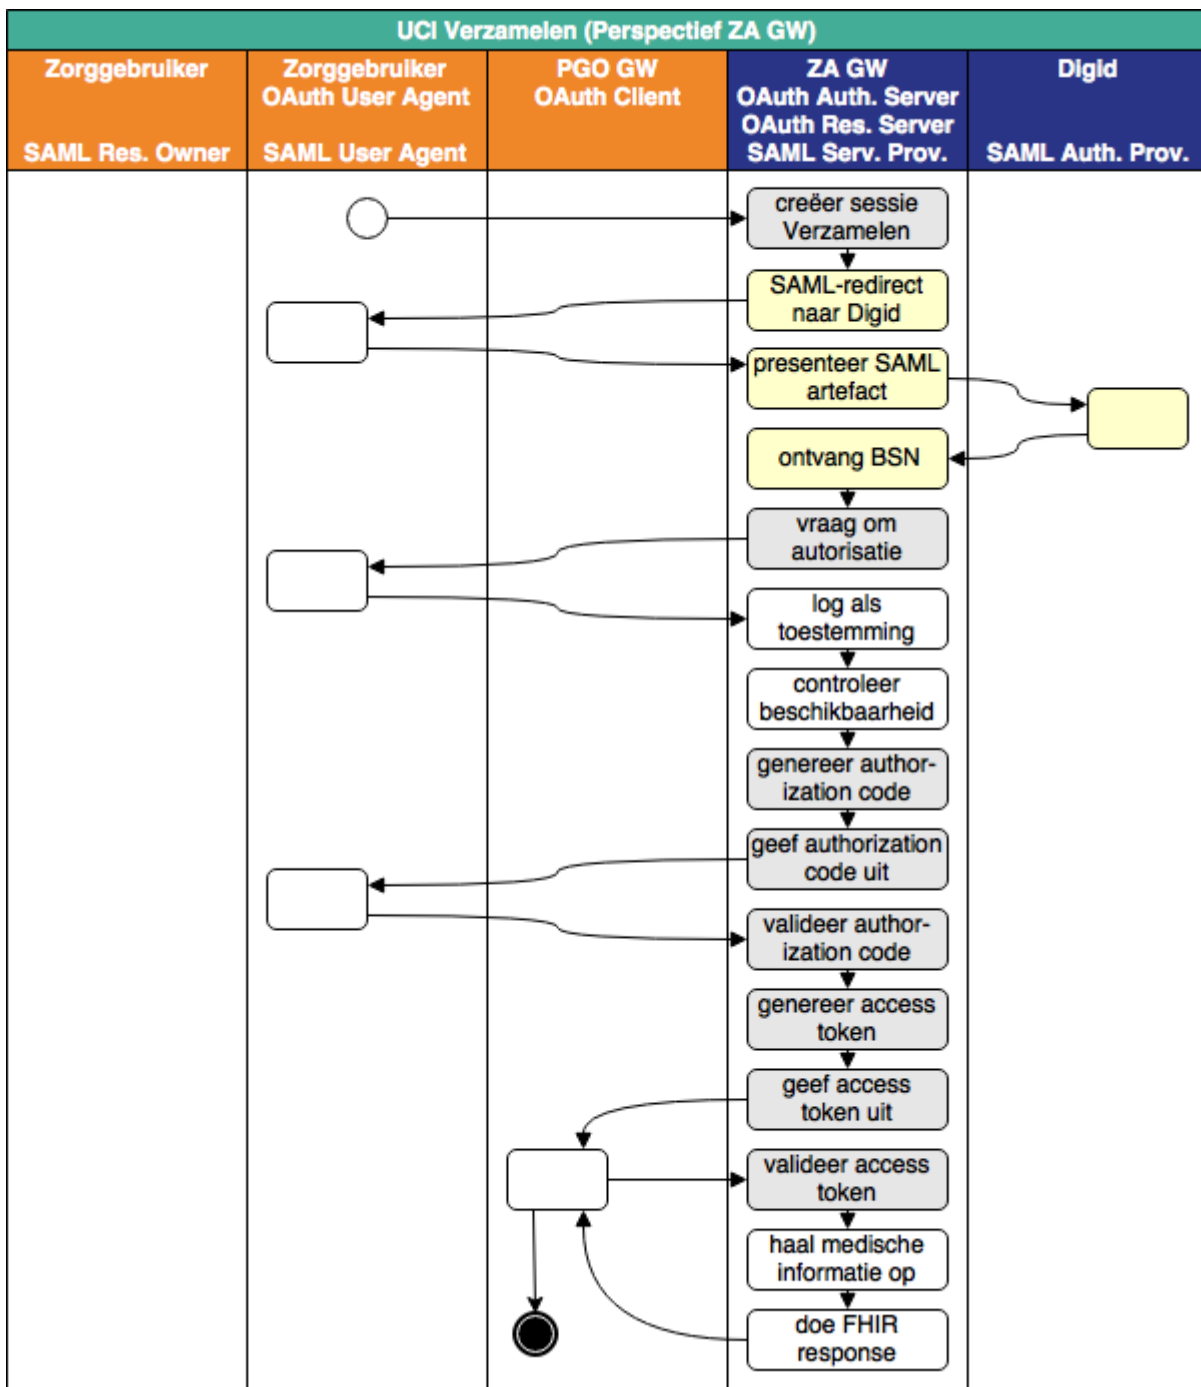 UCI Verzamelen (Perspectief ZA GW)
Zorggebruiker
SAML Res. Owner
Zorggebruiker
OAuth User Agent
SAML User Agent
PGO GW
OAuth Client
ZA GW
OAuth Auth. Server
OAuth Res. Server
SAML Serv. Prov.
Digid
SAML Auth. Prov.
creëer sessie
Verzamelen
SAML-redirect
naar Digid
presenteer SAML
artefact
ontvang BSN
vraag om
autorisatie
log als
toestemming
controleer
beschikbaarheid
genereer author-
ization code
geef authorization
code uit
valideer author-
ization code
genereer access
token
geef access
token uit
valideer access
token
haal medische
informatie op
doe FHIR
response